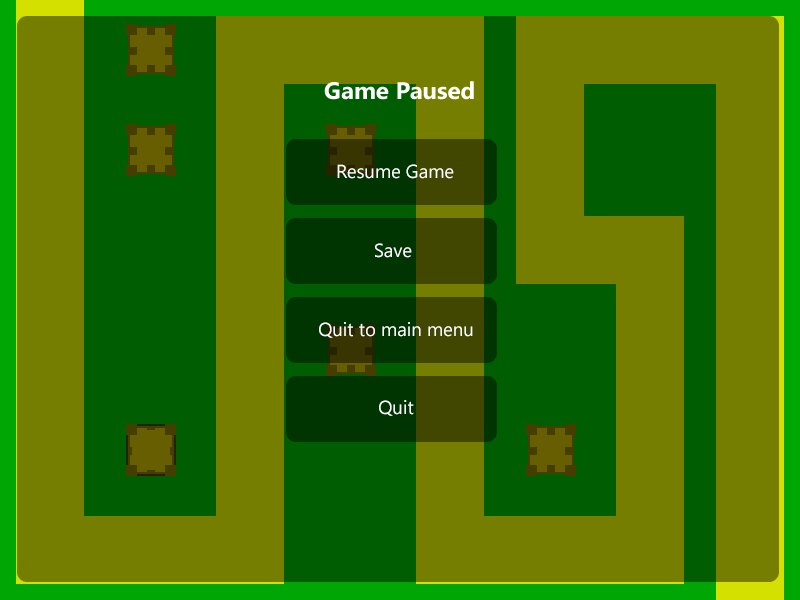 Game Paused
Resume Game
Save
Quit to main menu
Quit